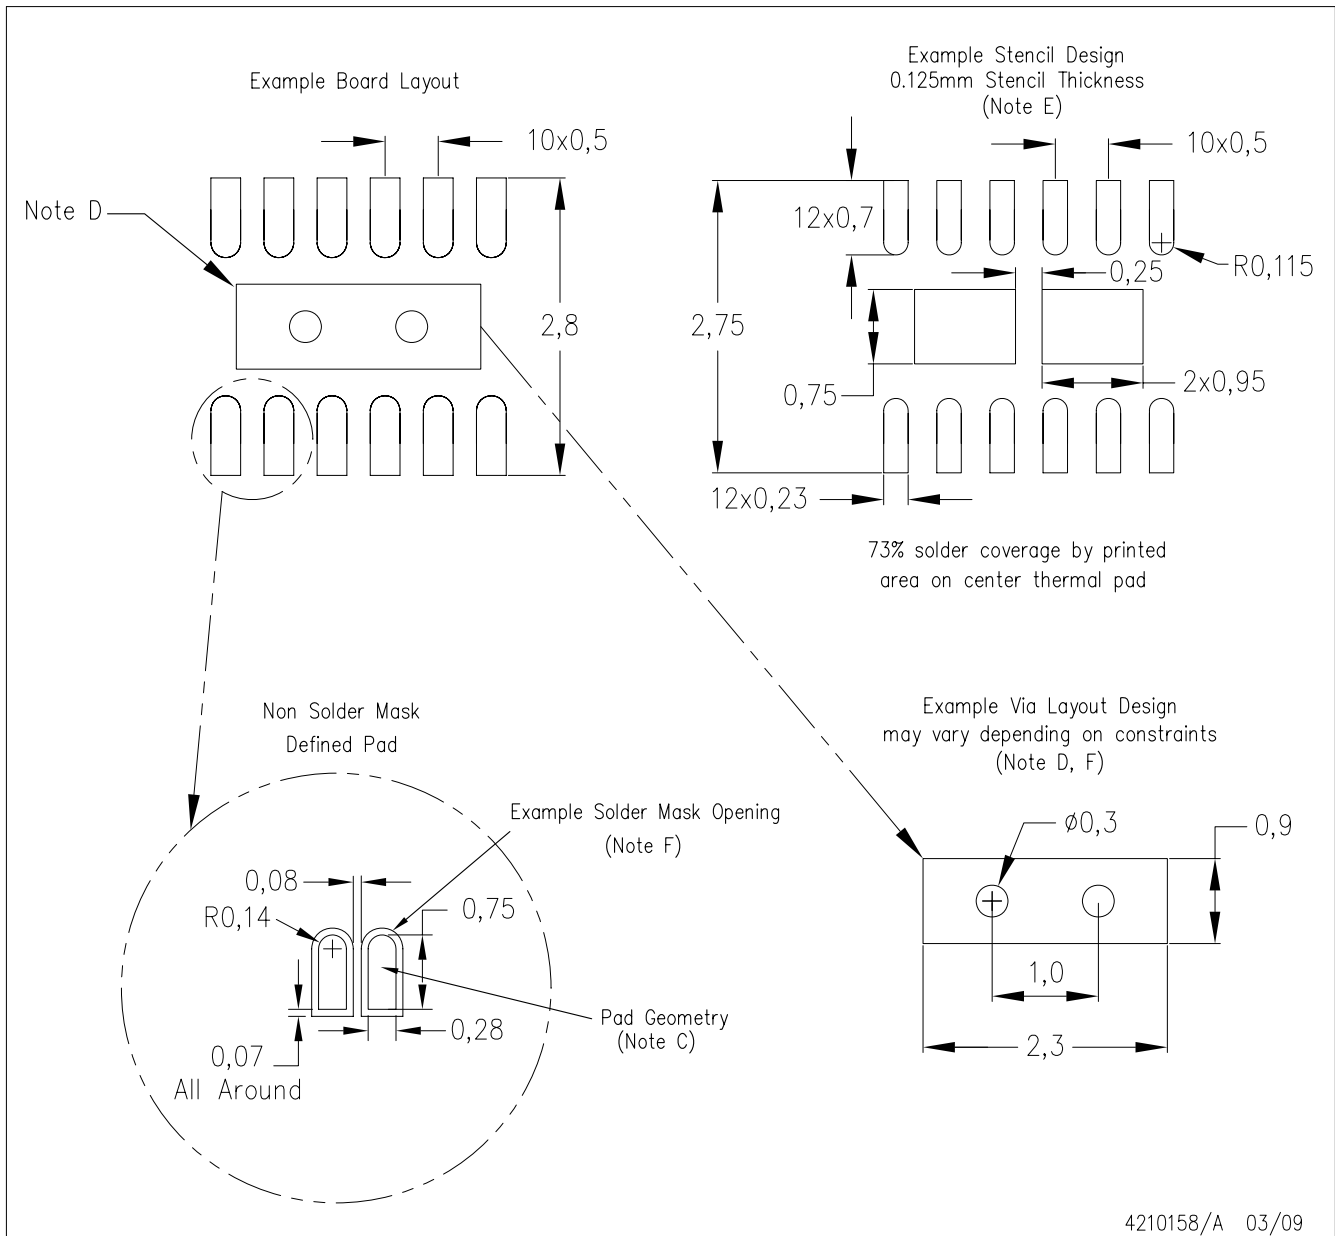 Example Board Layout
10x0,5
Note D
2,8
Example Stencil Design
0.125mm Stencil Thickness
(Note E)
10x0,5
12x0,7
0,25
R0,115
2,75
0,75
2x0,95
12x0,23
73% solder coverage by printed
area on center thermal pad
Non Solder Mask
Defined Pad
Example Solder Mask Opening
(Note F)
0,08
R0,14
0,75
0,28
Pad Geometry
(Note C)
0,07
All Around
Example Via Layout Design
may vary depending on constraints
(Note D, F)
ø0,3
0,9
1,0
2,3
4210158/A 03/09